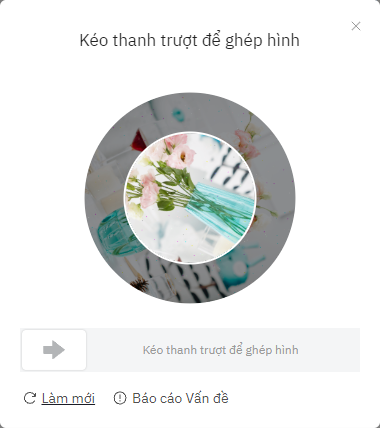 Kéo thanh trượt để ghép hình
Kéo thanh trượt để ghép hình
Làm mới
Báo cáo Vấn đề